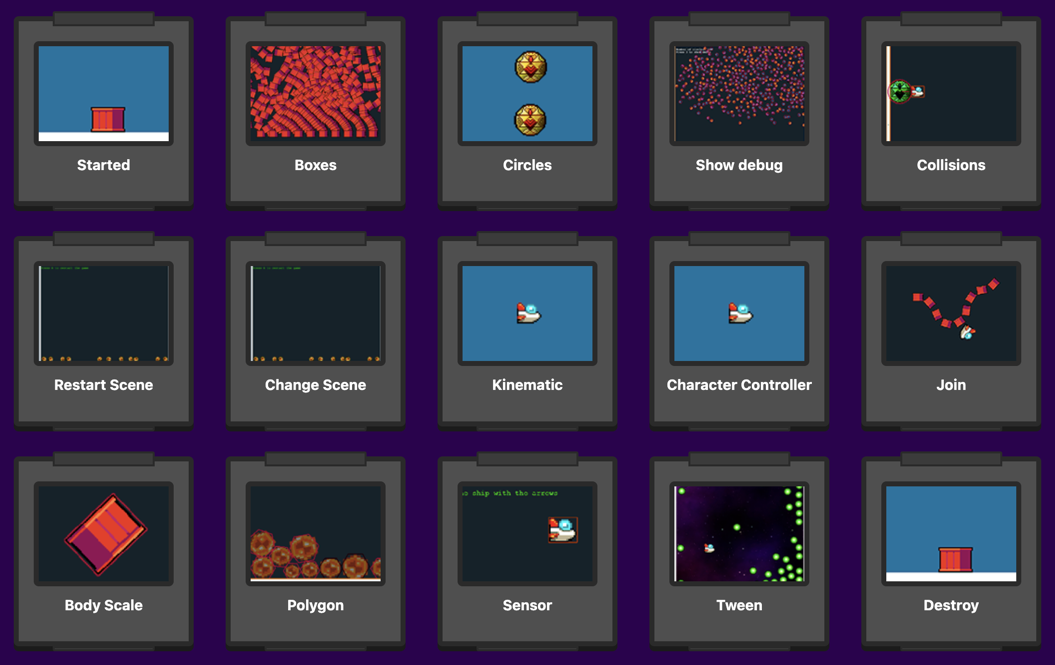 Started
Boxes
Circles
Show debug
Collisions
Restart Scene
Change Scene
Kinematic
Character Controller
Join
s ship with the arrows
Body Scale
Polygon
Sensor
Tween
Destroy